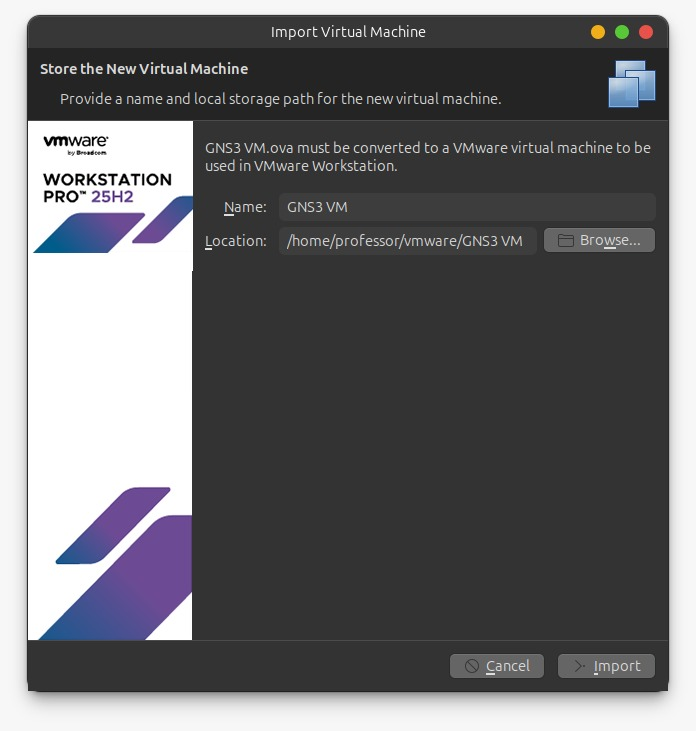 Import Virtual Machine
Store the New Virtual Machine
Provide a name and local storage path for the new virtual machine.
vmware®
by Broadcom
WORKSTATION
PRO™ 25H2
GNS3 VM.ova must be converted to a VMware virtual machine to be
used in VMware Workstation.
Name: GNS3 VM
Location: /home/professor/vmware/GNS3 VM Browse...
Cancel Import